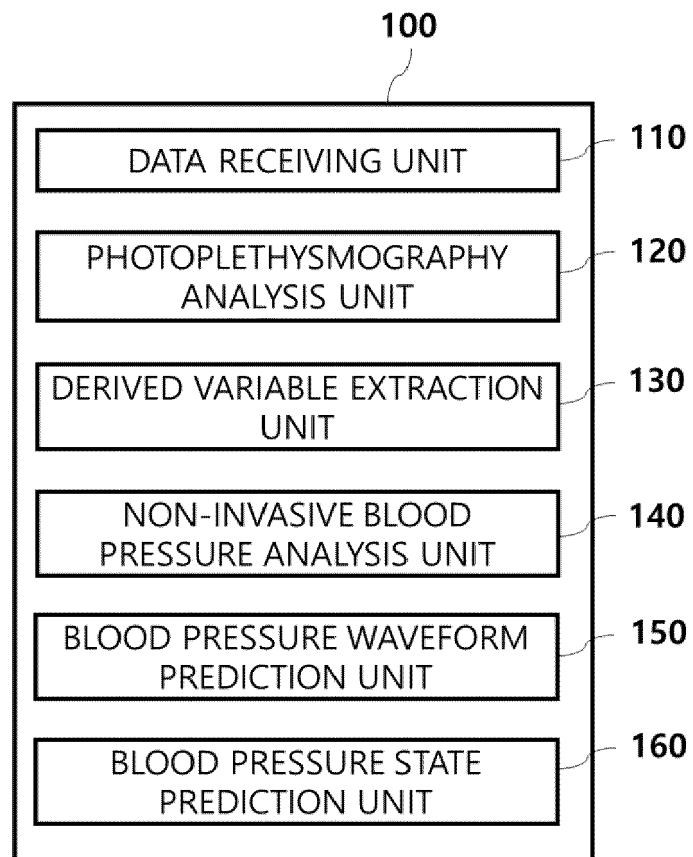 100
DATA RECEIVING UNIT
110
PHOTOPLETHYSMOGRAPHY
ANALYSIS UNIT
120
DERIVED VARIABLE EXTRACTION
UNIT
130
NON-INVASIVE BLOOD
PRESSURE ANALYSIS UNIT
140
BLOOD PRESSURE WAVEFORM
PREDICTION UNIT
150
BLOOD PRESSURE STATE
PREDICTION UNIT
160